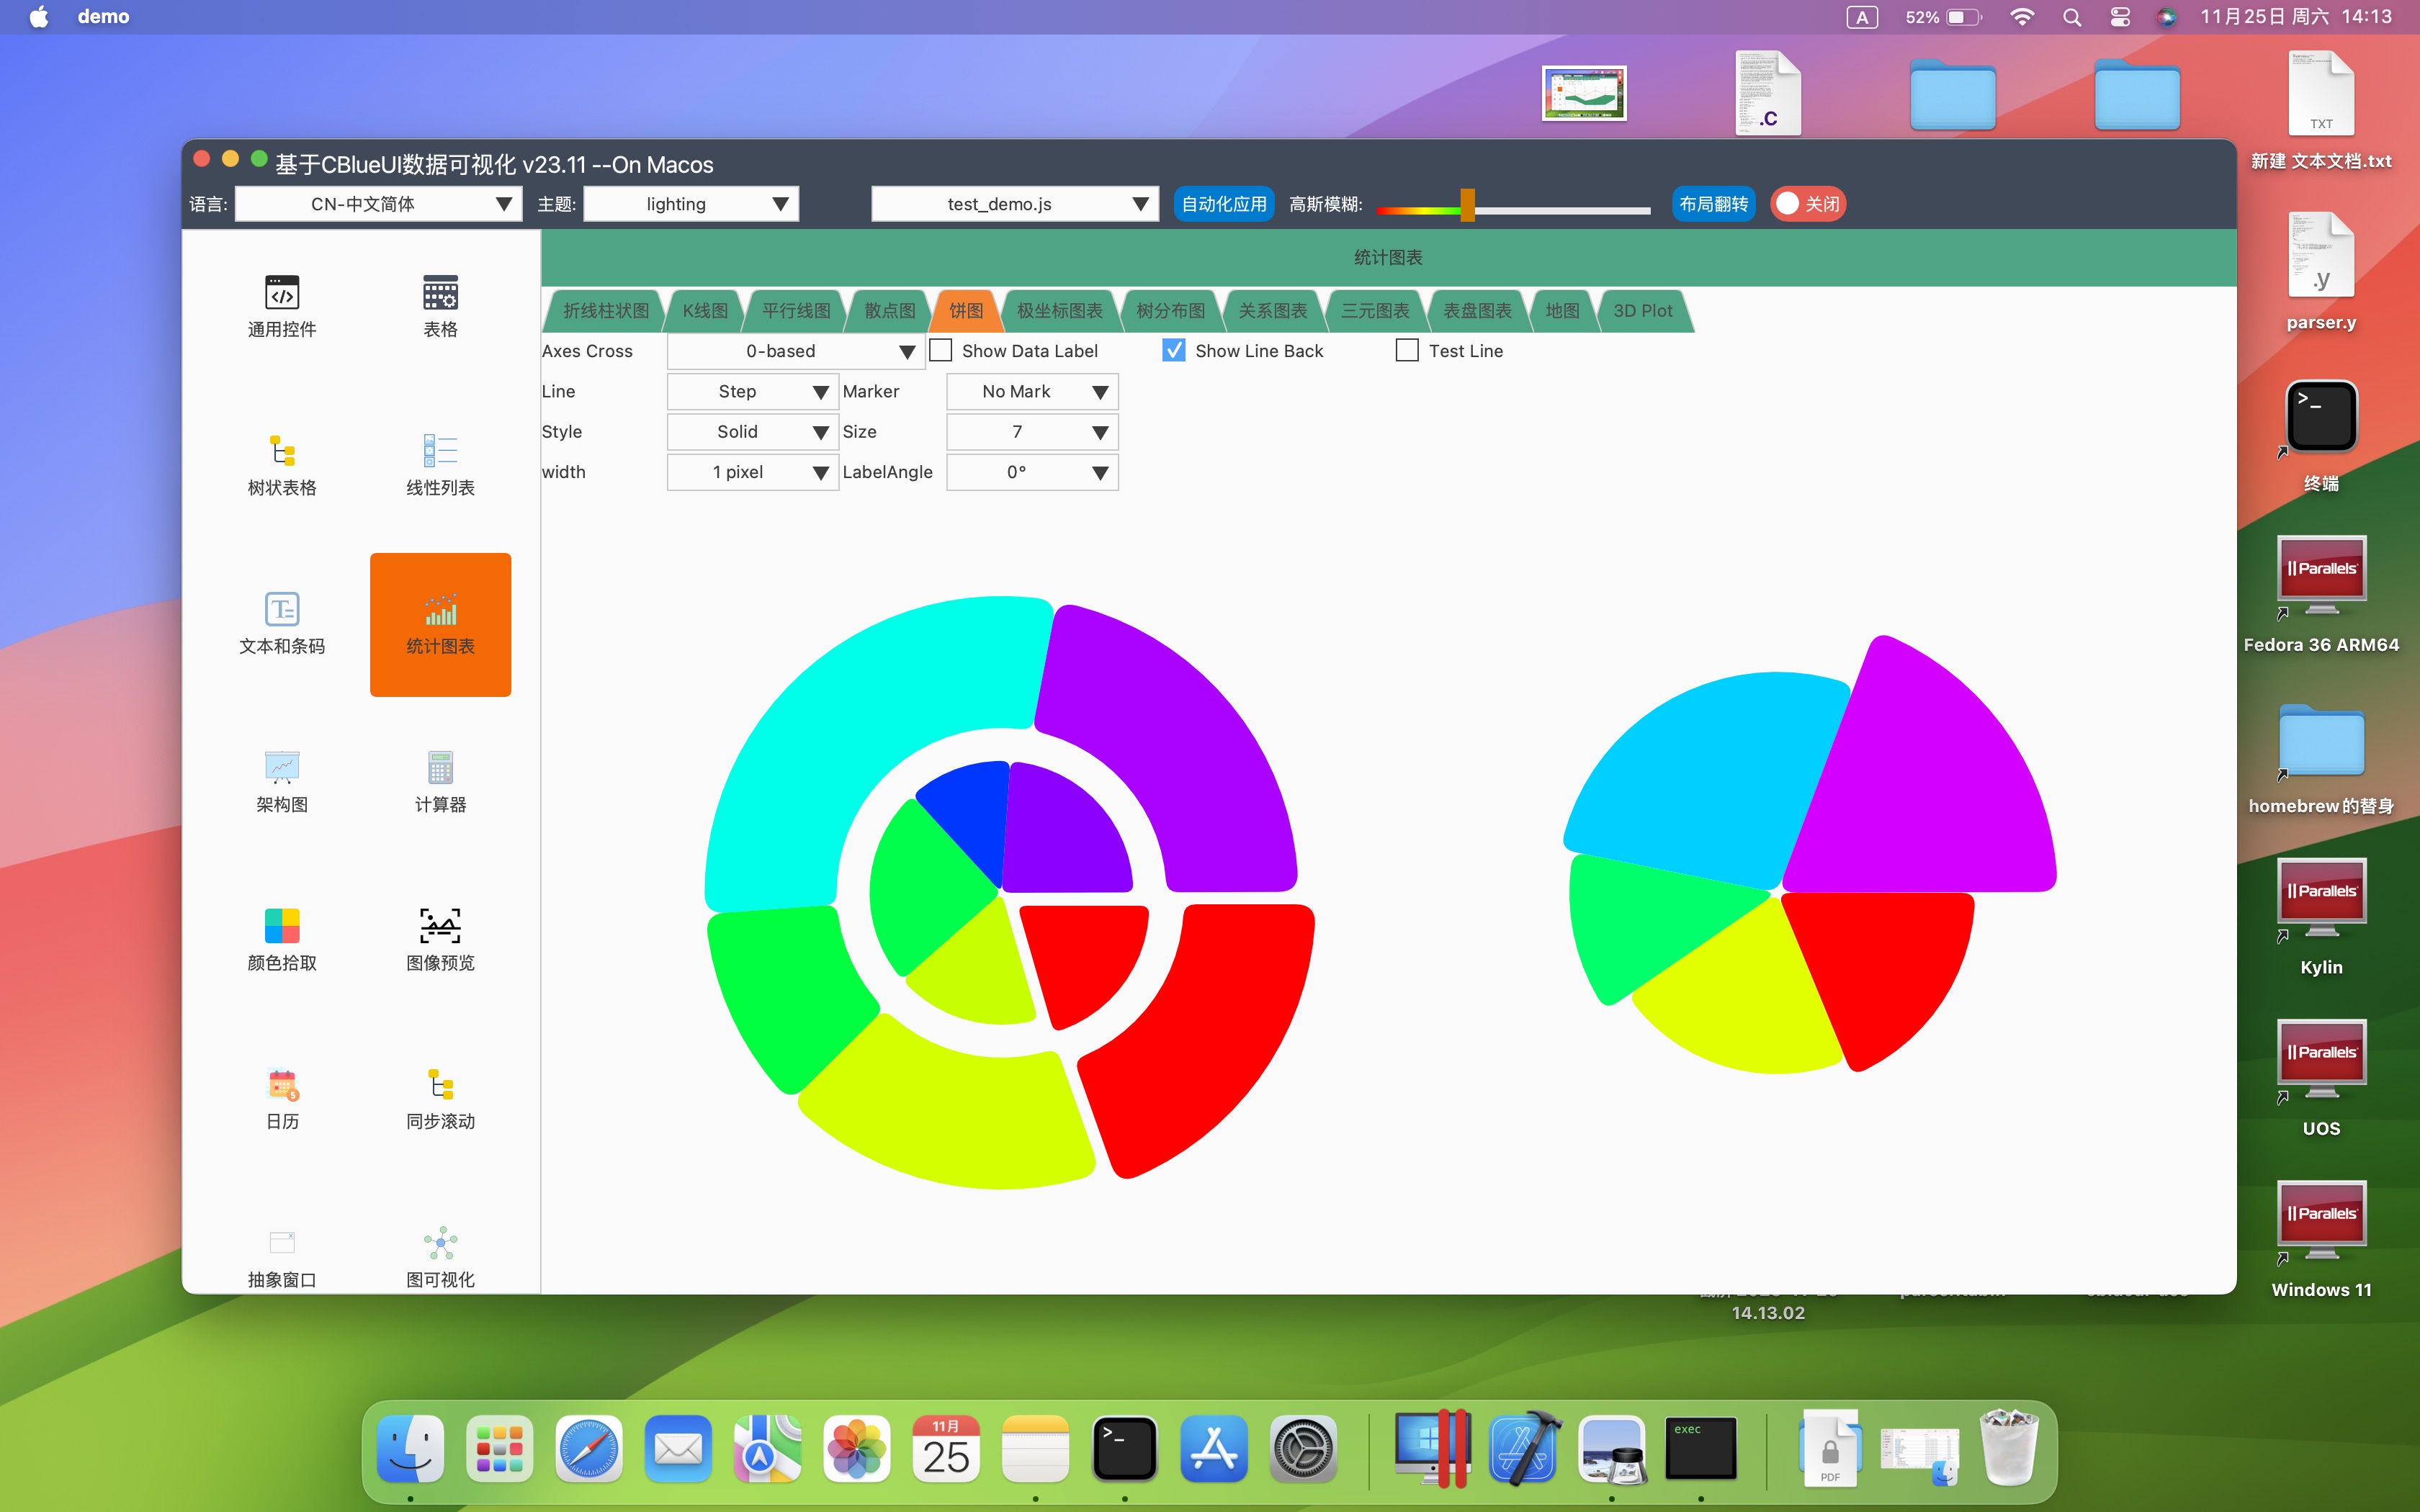 demo
A
52%
11月25日 周六 14:13
.C
TXT
新建 文本文档.txt
基于CBlueUI数据可视化 v23.11 --On Macos
语言:
CN-中文简体
主题:
lighting
test_demo.js
自动化应用
高斯模糊:
布局翻转
关闭
统计图表
折线柱状图
K线图
平行线图
散点图
饼图
极坐标图表
树分布图
关系图表
三元图表
表盘图表
地图
3D Plot
Axes Cross
0-based
Show Data Label
Show Line Back
Test Line
Line
Step
Marker
No Mark
Style
Solid
Size
7
width
1 pixel
LabelAngle
0°
通用控件
表格
树状表格
线性列表
文本和条码
统计图表
架构图
计算器
颜色拾取
图像预览
日历
同步滚动
抽象窗口
图可视化
.y
parser.y
>_
终端
Parallels
Fedora 36 ARM64
homebrew的替身
Parallels
Kylin
Parallels
UOS
Parallels
Windows 11
14.13.02
11月
25
>_
exec
PDF